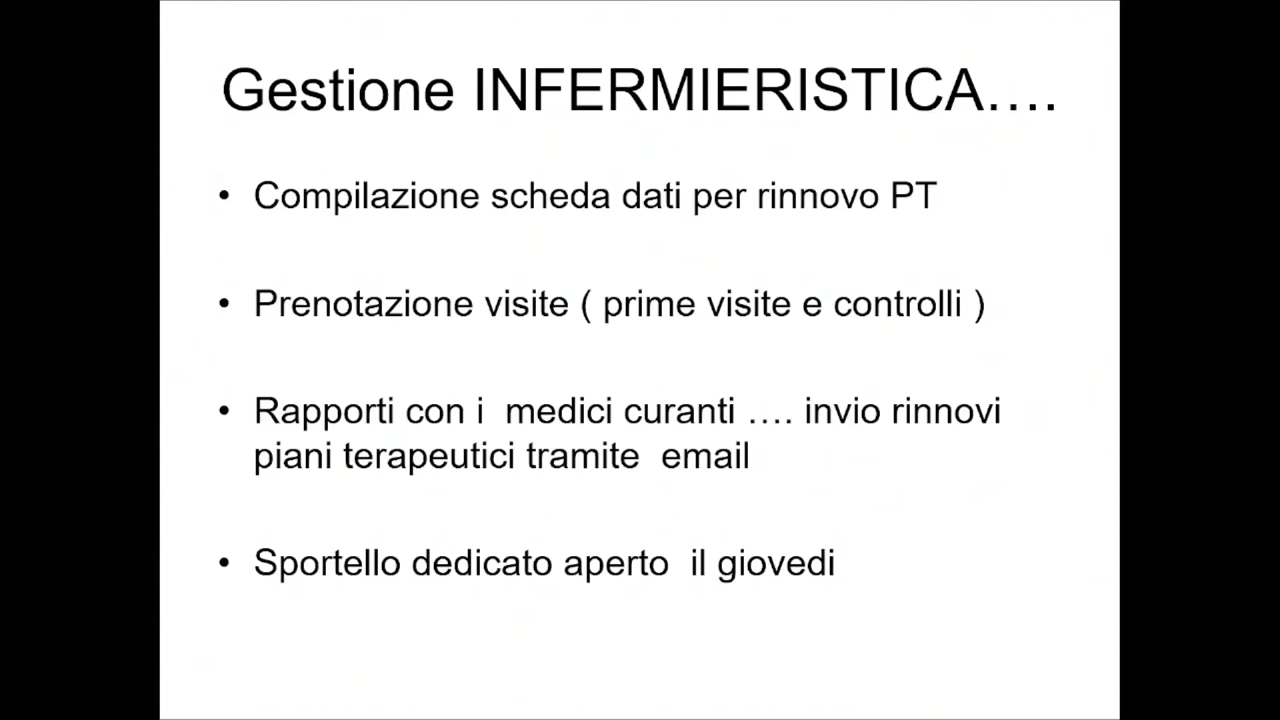 Gestione INFERMIERISTICA....
• Compilazione scheda dati per rinnovo PT
• Prenotazione visite ( prime visite e controlli )
• Rapporti con i  medici curanti .... invio rinnovi
piani terapeutici tramite  email
• Sportello dedicato aperto  il giovedi